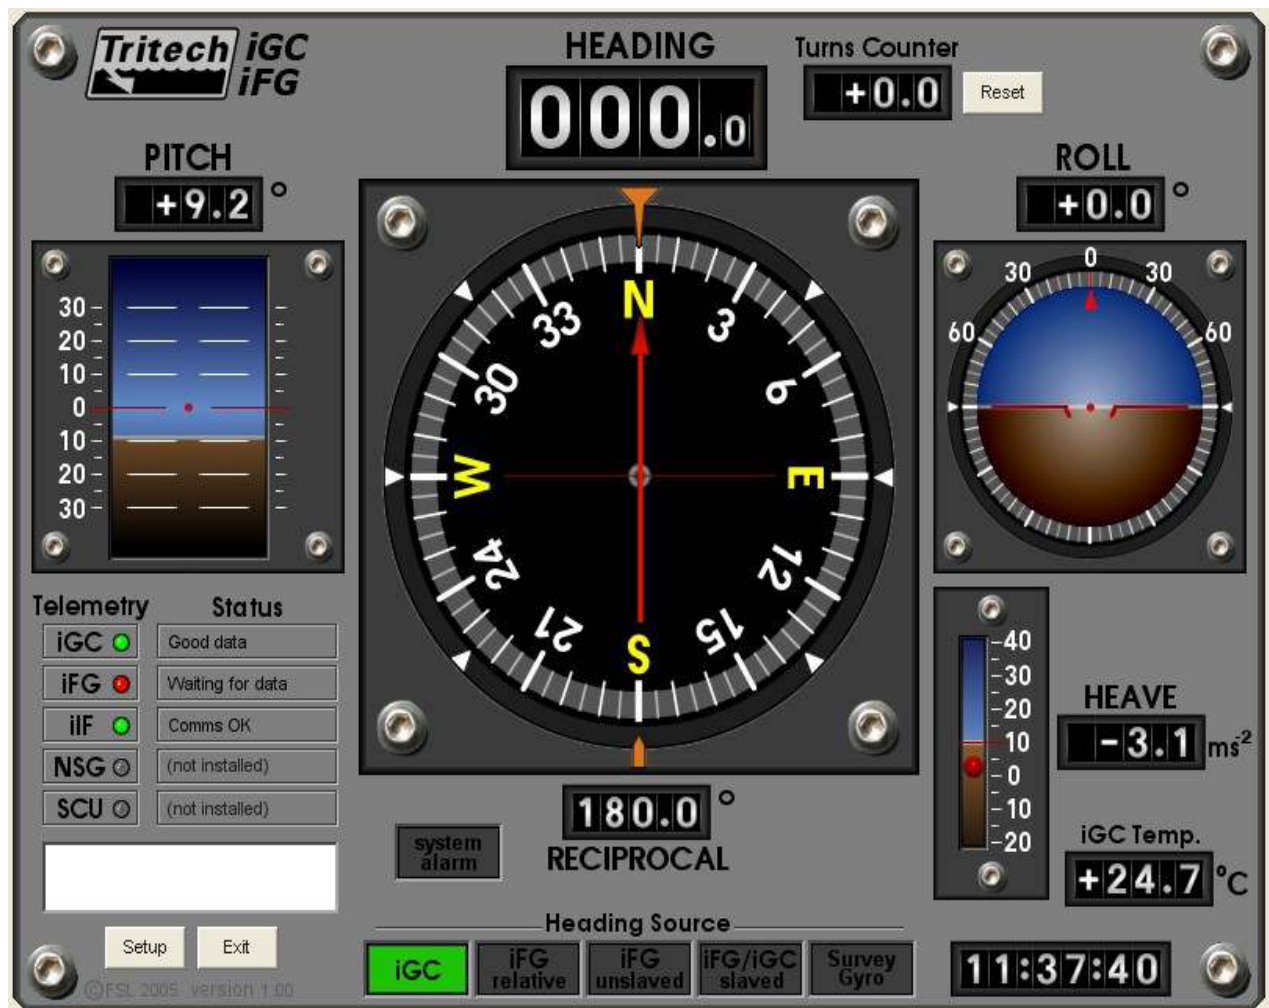 Tritech iGC
iFG
HEADING
000.0
Turns Counter
+0.0
Reset
PITCH
+9.2°
30
20
10
0
10
20
30
N
3
6
E
12
15
S
21
24
W
30
33
ROLL
+0.0°
60
30
0
30
60
Telemetry Status
iGC Good data
iFG Waiting for data
iIF Comms OK
NSG (not installed)
SCU (not installed)
Setup
Exit
©FSL 2005 version 1.00
180.0°
RECIPROCAL
system
alarm
Heading Source
iGC
iFG
relative
iFG
unslaved
iFG/iGC
slaved
Survey
Gyro
40
30
20
10
0
-10
-20
HEAVE
-3.1 ms⁻²
iGC Temp.
+24.7 °C
11:37:40